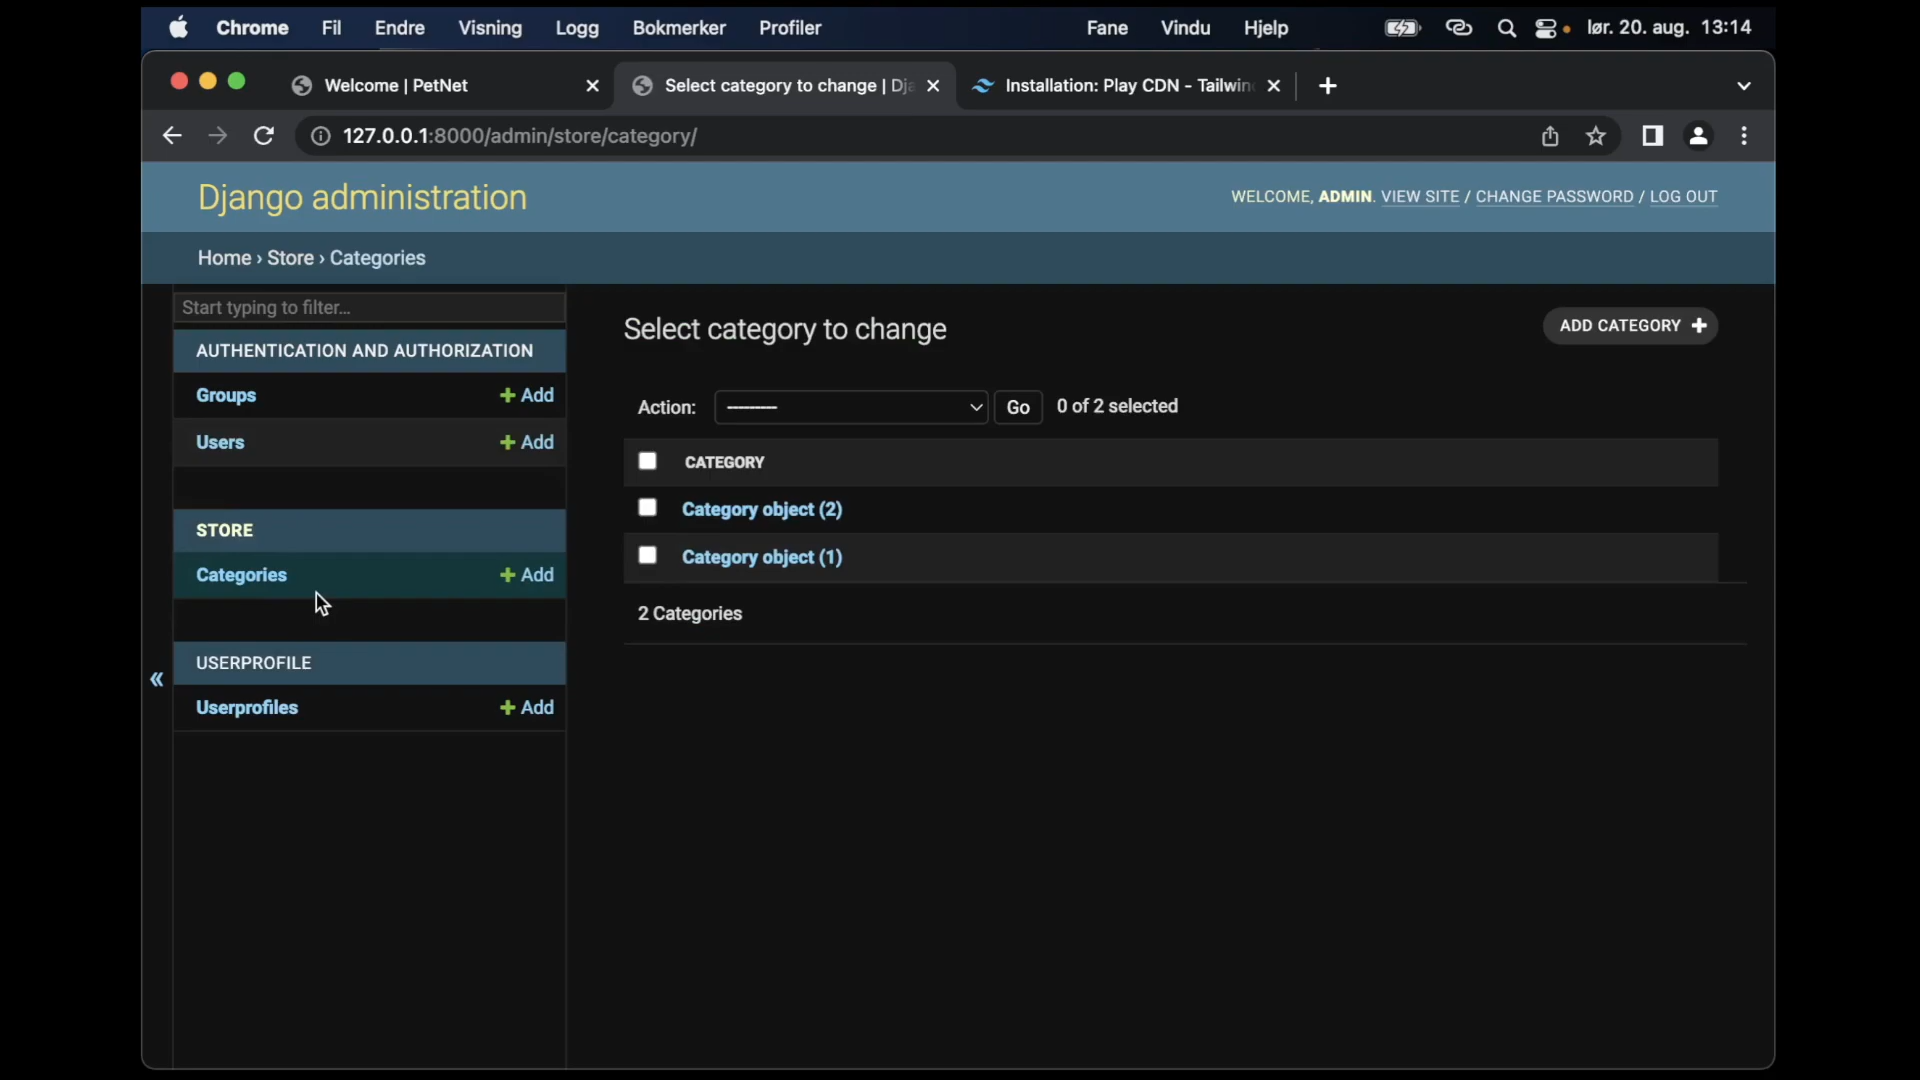 Chrome Fil Endre Visning Logg Bokmerker Profiler Fane Vindu Hjelp lør. 20. aug. 13:14
Welcome | PetNet Select category to change | Dja Installation: Play CDN - Tailwin
127.0.0.1:8000/admin/store/category/
Django administration
WELCOME, ADMIN. VIEW SITE / CHANGE PASSWORD / LOG OUT
Home › Store › Categories
Start typing to filter...
AUTHENTICATION AND AUTHORIZATION
Groups + Add
Users + Add
STORE
Categories + Add
USERPROFILE
Userprofiles + Add
«
Select category to change
ADD CATEGORY +
Action: --------- Go 0 of 2 selected
CATEGORY
Category object (2)
Category object (1)
2 Categories